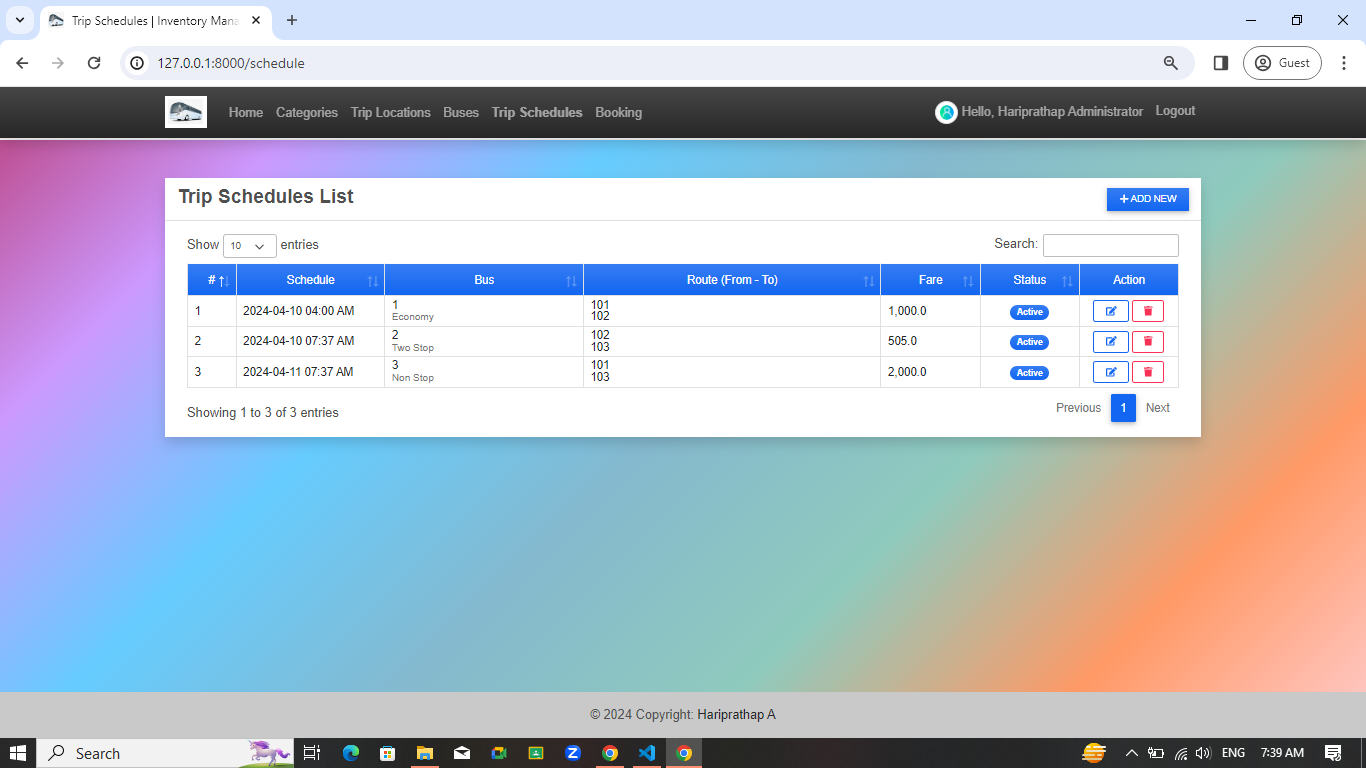 Trip Schedules | Inventory Mana
127.0.0.1:8000/schedule
Guest
Home Categories Trip Locations Buses Trip Schedules Booking
Hello, Hariprathap Administrator Logout
Trip Schedules List
ADD NEW
Show 10 entries
Search:
# Schedule Bus Route (From - To) Fare Status Action
1 2024-04-10 04:00 AM 1 101 1,000.0 Active
Economy 102
2 2024-04-10 07:37 AM 2 102 505.0 Active
Two Stop 103
3 2024-04-11 07:37 AM 3 101 2,000.0 Active
Non Stop 103
Showing 1 to 3 of 3 entries
Previous 1 Next
© 2024 Copyright: Hariprathap A
Search
ENG 7:39 AM